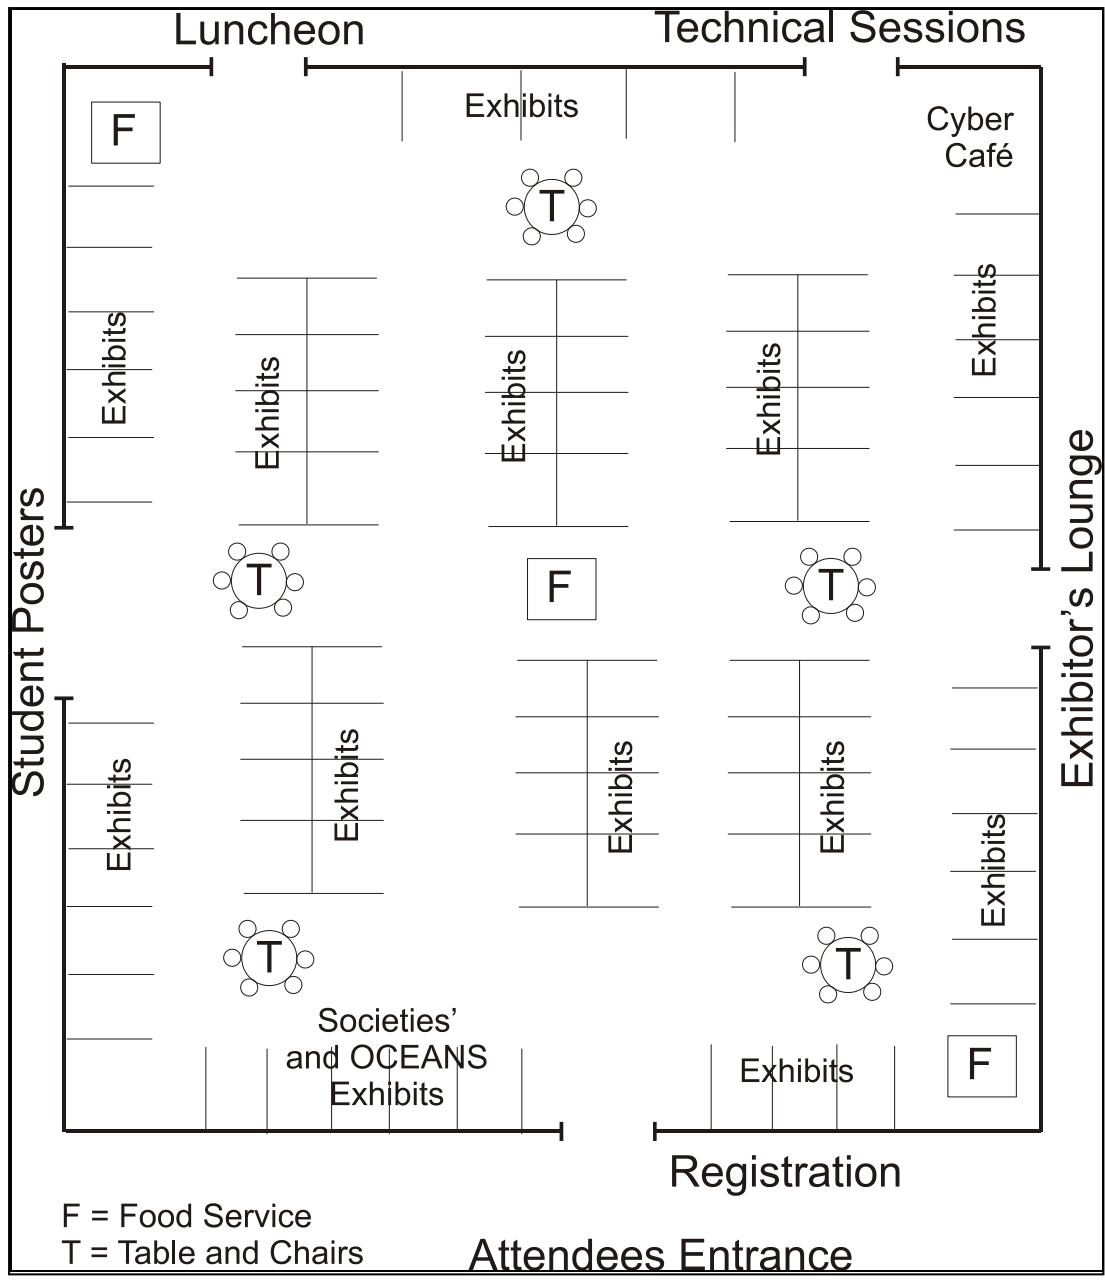 Luncheon
Technical Sessions
F
Exhibits
Cyber
Café
T
Exhibits
Exhibits
Exhibits
Exhibits
Exhibits
Student Posters
Exhibitor's Lounge
T
F
T
Exhibits
Exhibits
Exhibits
Exhibits
Exhibits
T
T
Societies'
and OCEANS
Exhibits
Exhibits
F
Registration
F = Food Service
T = Table and Chairs
Attendees Entrance